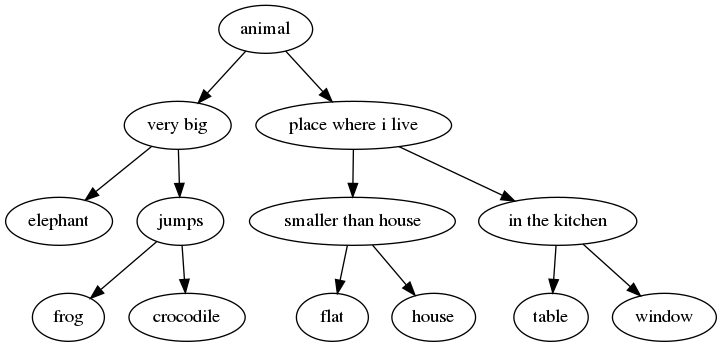 animal
very big
place where i live
elephant
jumps
smaller than house
in the kitchen
frog
crocodile
flat
house
table
window